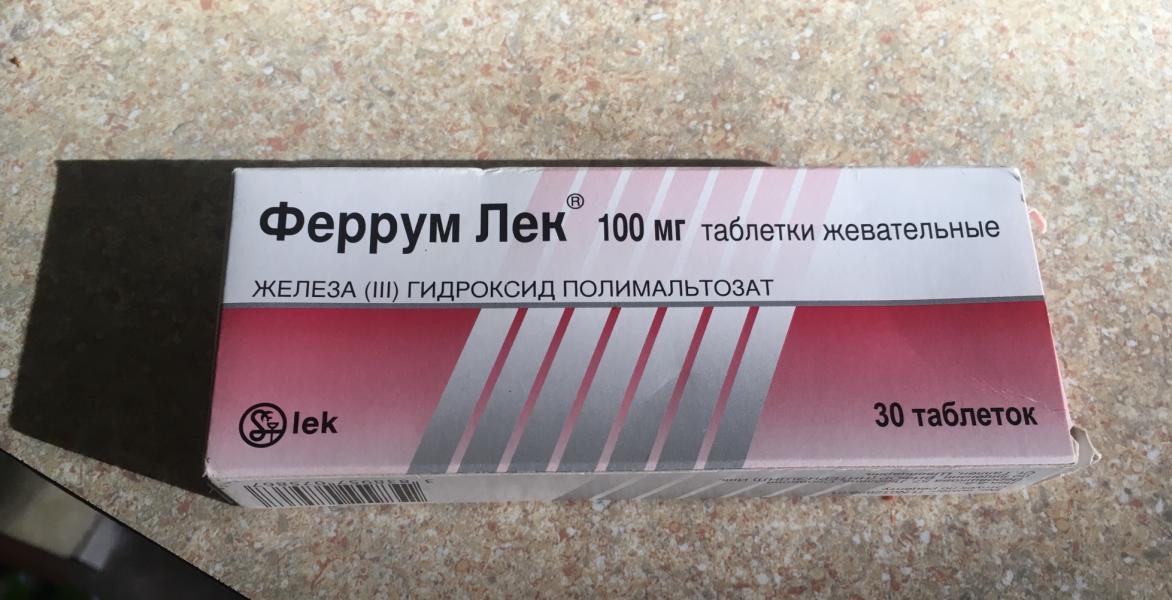 Феррум Лек® 100 мг таблетки жевательные
ЖЕЛЕЗА (III) ГИДРОКСИД ПОЛИМАЛЬТОЗАТ
lek
30 таблеток